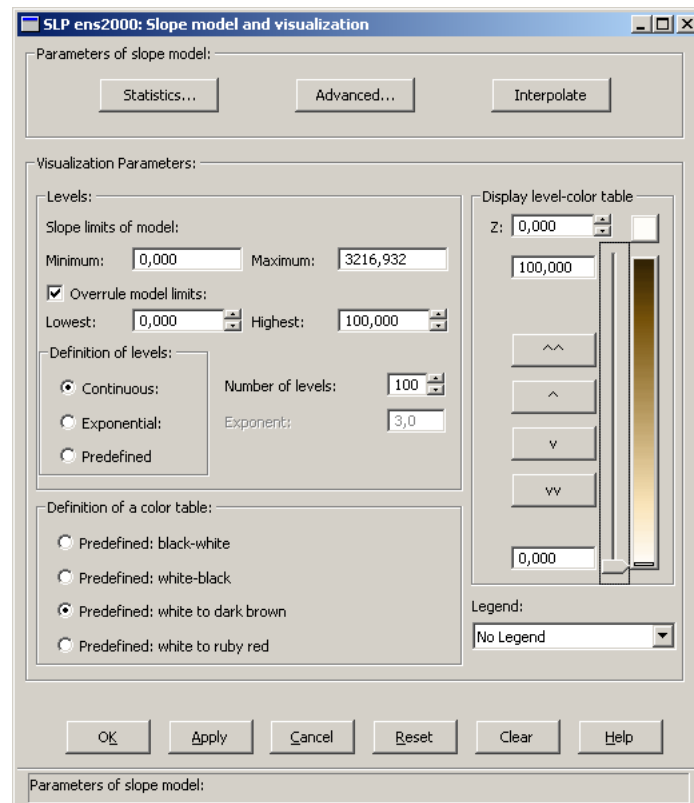 SLP ens2000: Slope model and visualization
Parameters of slope model:
Statistics... Advanced... Interpolate
Visualization Parameters:
Levels:
Slope limits of model:
Minimum: 0,000 Maximum: 3216,932
Overrule model limits:
Lowest: 0,000 Highest: 100,000
Definition of levels:
Continuous:
Exponential:
Predefined
Number of levels: 100
Exponent: 3,0
Definition of a color table:
Predefined: black-white
Predefined: white-black
Predefined: white to dark brown
Predefined: white to ruby red
Display level-color table
Z: 0,000
100,000
^^
^
v
vv
0,000
Legend:
No Legend
OK Apply Cancel Reset Clear Help
Parameters of slope model: